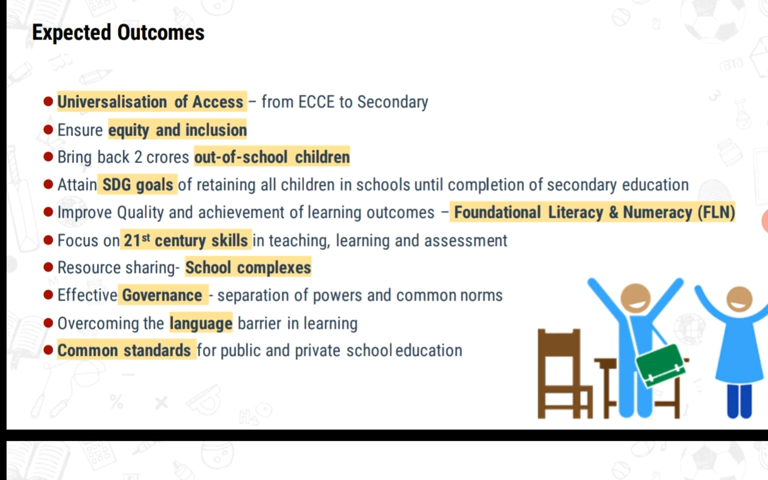 Expected Outcomes
● Universalisation of Access – from ECCE to Secondary
● Ensure equity and inclusion
● Bring back 2 crores out-of-school children
● Attain SDG goals of retaining all children in schools until completion of secondary education
● Improve Quality and achievement of learning outcomes – Foundational Literacy & Numeracy (FLN)
● Focus on 21st century skills in teaching, learning and assessment
● Resource sharing- School complexes
● Effective Governance - separation of powers and common norms
● Overcoming the language barrier in learning
● Common standards for public and private school education